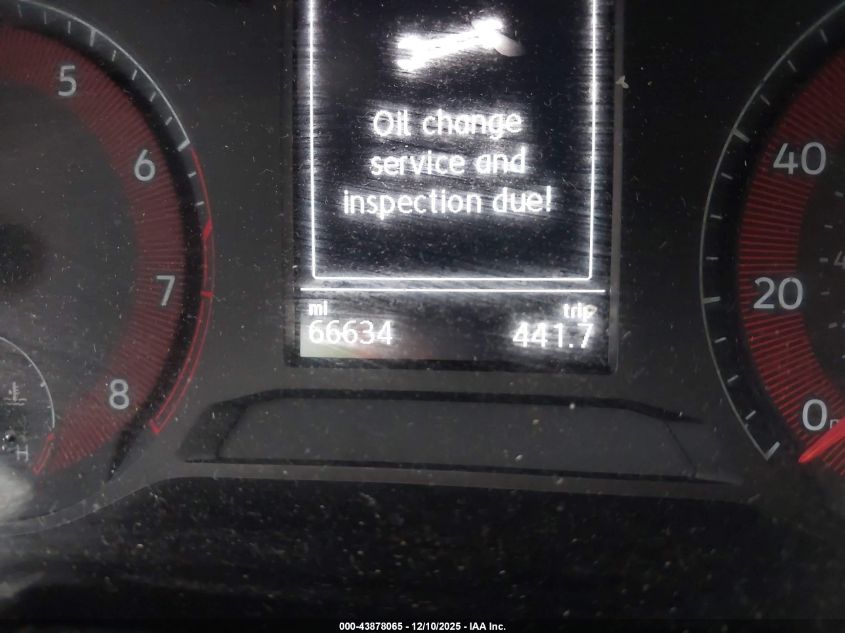 5
6
7
8
H
Oil change
service and
inspection due!
mi trip
66634 441.7
40
20
0
000-43878065 - 12/10/2025 - IAA Inc.